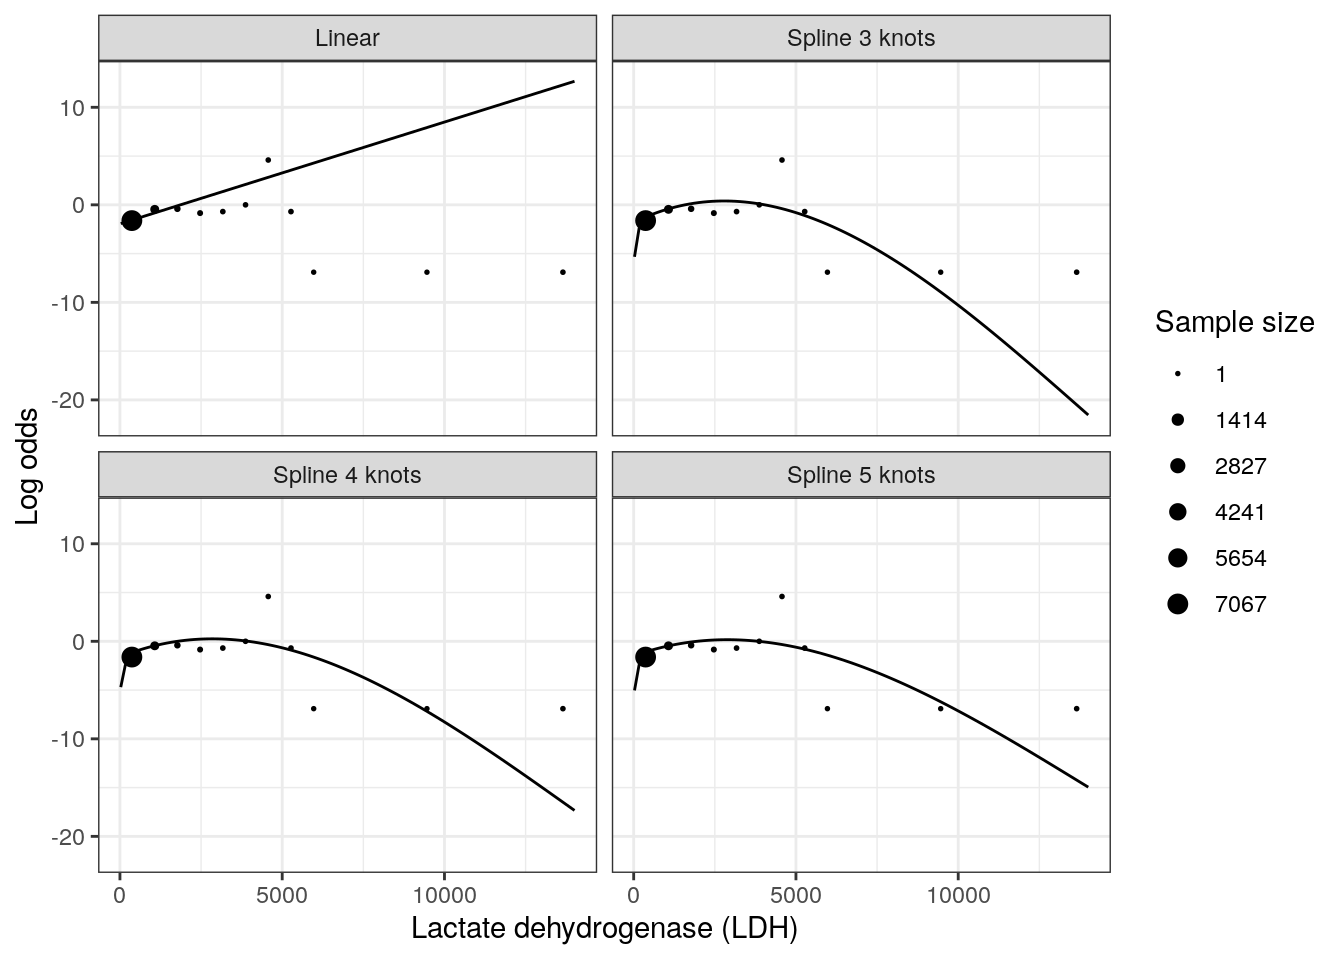 Linear
Spline 3 knots
10
0
-10
-20
Spline 4 knots
Spline 5 knots
10
0
-10
-20
0
5000
10000
0
5000
10000
Log odds
Lactate dehydrogenase (LDH)
Sample size
1
1414
2827
4241
5654
7067